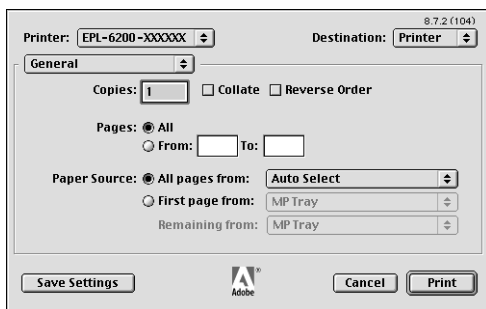 8.7.2 (104)
Printer: EPL-6200-XXXXXX Destination: Printer
General
Copies: 1 Collate Reverse Order
Pages: All
From: To:
Paper Source: All pages from: Auto Select
First page from: MP Tray
Remaining from: MP Tray
Save Settings Adobe ® Cancel Print